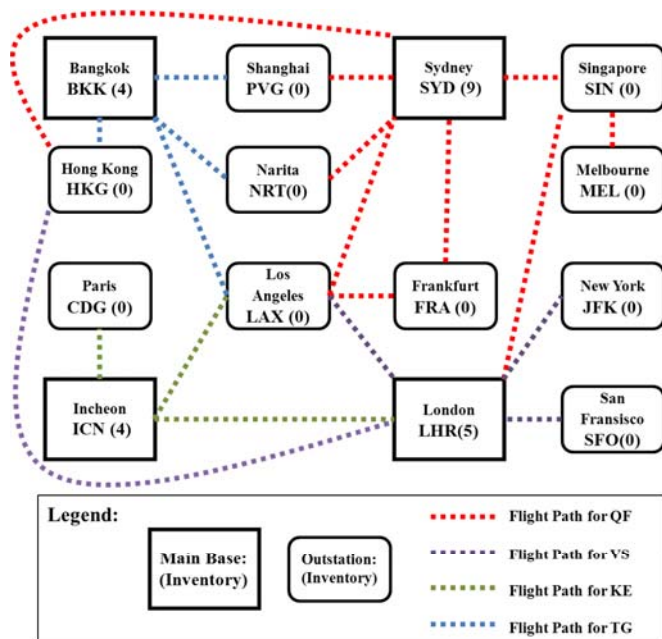 Bangkok
BKK (4)
Shanghai
PVG (0)
Sydney
SYD (9)
Singapore
SIN (0)
Hong Kong
HKG (0)
Narita
NRT(0)
Melbourne
MEL (0)
Paris
CDG (0)
Los
Angeles
LAX (0)
Frankfurt
FRA (0)
New York
JFK (0)
Incheon
ICN (4)
London
LHR(5)
San
Fransisco
SFO(0)
Legend:
Main Base:
(Inventory)
Outstation:
(Inventory)
Flight Path for QF
Flight Path for VS
Flight Path for KE
Flight Path for TG